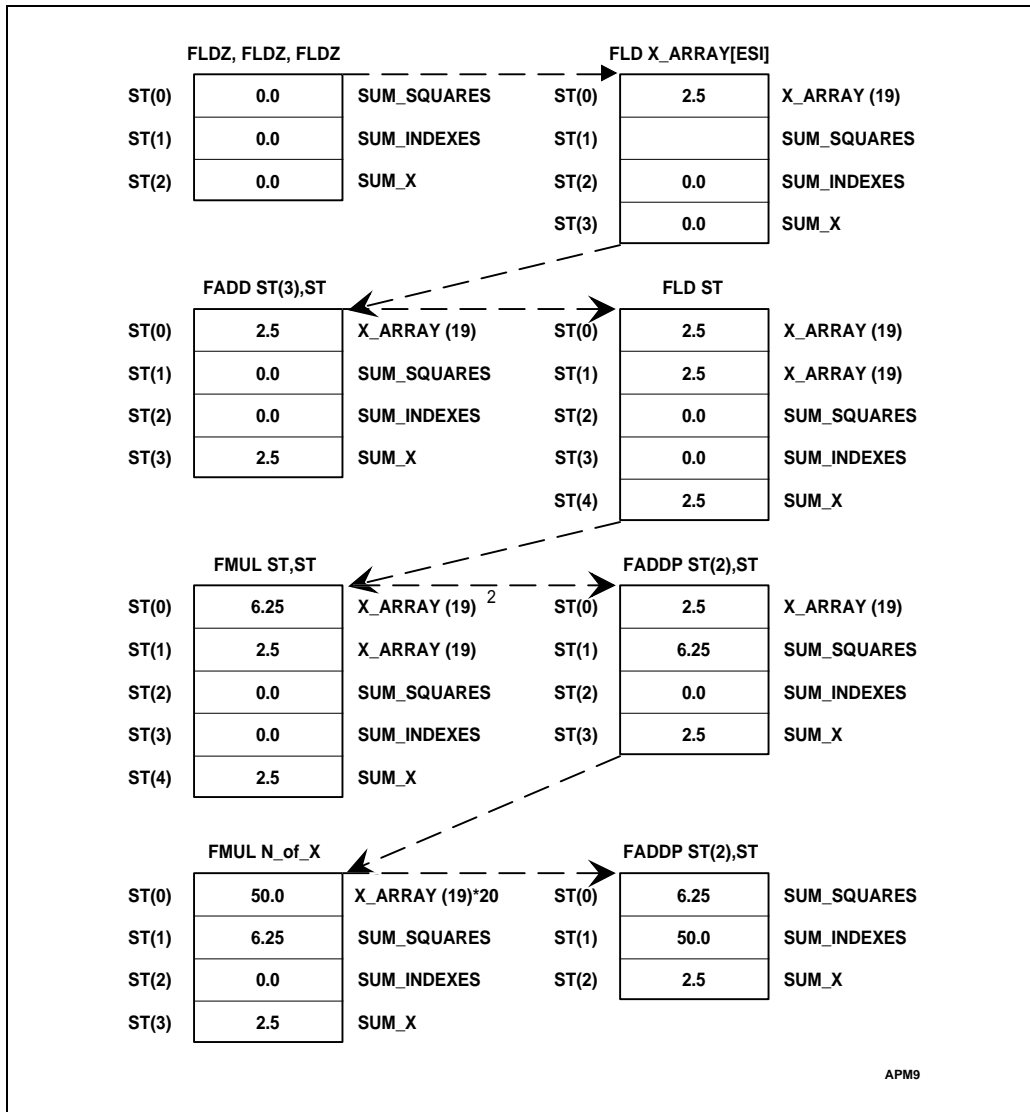 FLDZ, FLDZ, FLDZ
ST(0) 0.0 SUM_SQUARES
ST(1) 0.0 SUM_INDEXES
ST(2) 0.0 SUM_X
FLD X_ARRAY[ESI]
ST(0) 2.5 X_ARRAY (19)
ST(1) SUM_SQUARES
ST(2) 0.0 SUM_INDEXES
ST(3) 0.0 SUM_X
FADD ST(3),ST
ST(0) 2.5 X_ARRAY (19)
ST(1) 0.0 SUM_SQUARES
ST(2) 0.0 SUM_INDEXES
ST(3) 2.5 SUM_X
FLD ST
ST(0) 2.5 X_ARRAY (19)
ST(1) 2.5 X_ARRAY (19)
ST(2) 0.0 SUM_SQUARES
ST(3) 0.0 SUM_INDEXES
ST(4) 2.5 SUM_X
FMUL ST,ST
ST(0) 6.25 X_ARRAY (19) 2
ST(1) 2.5 X_ARRAY (19)
ST(2) 0.0 SUM_SQUARES
ST(3) 0.0 SUM_INDEXES
ST(4) 2.5 SUM_X
FADDP ST(2),ST
ST(0) 2.5 X_ARRAY (19)
ST(1) 6.25 SUM_SQUARES
ST(2) 0.0 SUM_INDEXES
ST(3) 2.5 SUM_X
FMUL N_of_X
ST(0) 50.0 X_ARRAY (19)*20
ST(1) 6.25 SUM_SQUARES
ST(2) 0.0 SUM_INDEXES
ST(3) 2.5 SUM_X
FADDP ST(2),ST
ST(0) 6.25 SUM_SQUARES
ST(1) 50.0 SUM_INDEXES
ST(2) 2.5 SUM_X
APM9